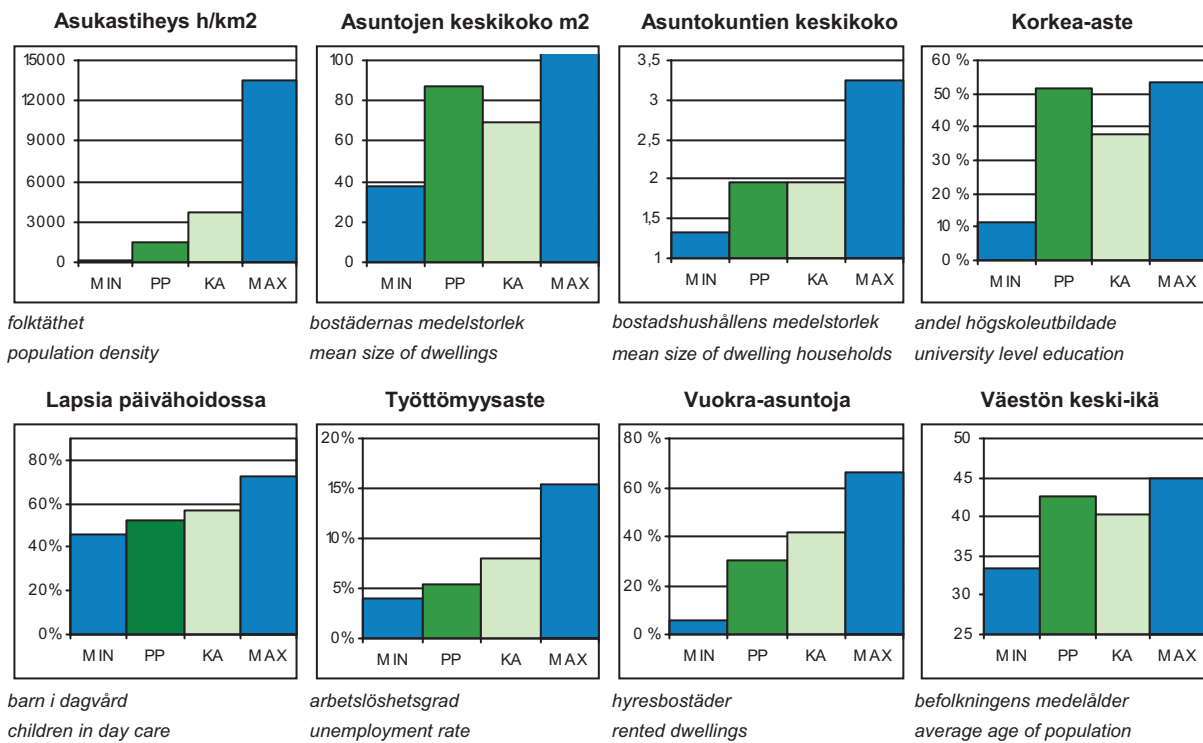 Asukastiheys h/km2
15000
12000
9000
6000
3000
0
MIN PP KA MAX
folktäthet
population density
Asuntojen keskikoko m2
100
80
60
40
20
0
MIN PP KA MAX
bostädernas medelstorlek
mean size of dwellings
Asuntokuntien keskikoko
3,5
3
2,5
2
1,5
1
MIN PP KA MAX
bostadshushållens medelstorlek
mean size of dwelling households
Korkea-aste
60 %
50 %
40 %
30 %
20 %
10 %
0 %
MIN PP KA MAX
andel högskoleutbildade
university level education
Lapsia päivähoidossa
80%
60%
40%
20%
0%
MIN PP KA MAX
barn i dagvård
children in day care
Työttömyysaste
20%
15%
10%
5%
0%
MIN PP KA MAX
arbetslöshetsgrad
unemployment rate
Vuokra-asuntoja
80 %
60 %
40 %
20 %
0 %
MIN PP KA MAX
hyresbostäder
rented dwellings
Väestön keski-ikä
50
45
40
35
30
25
MIN PP KA MAX
befolkningens medelålder
average age of population